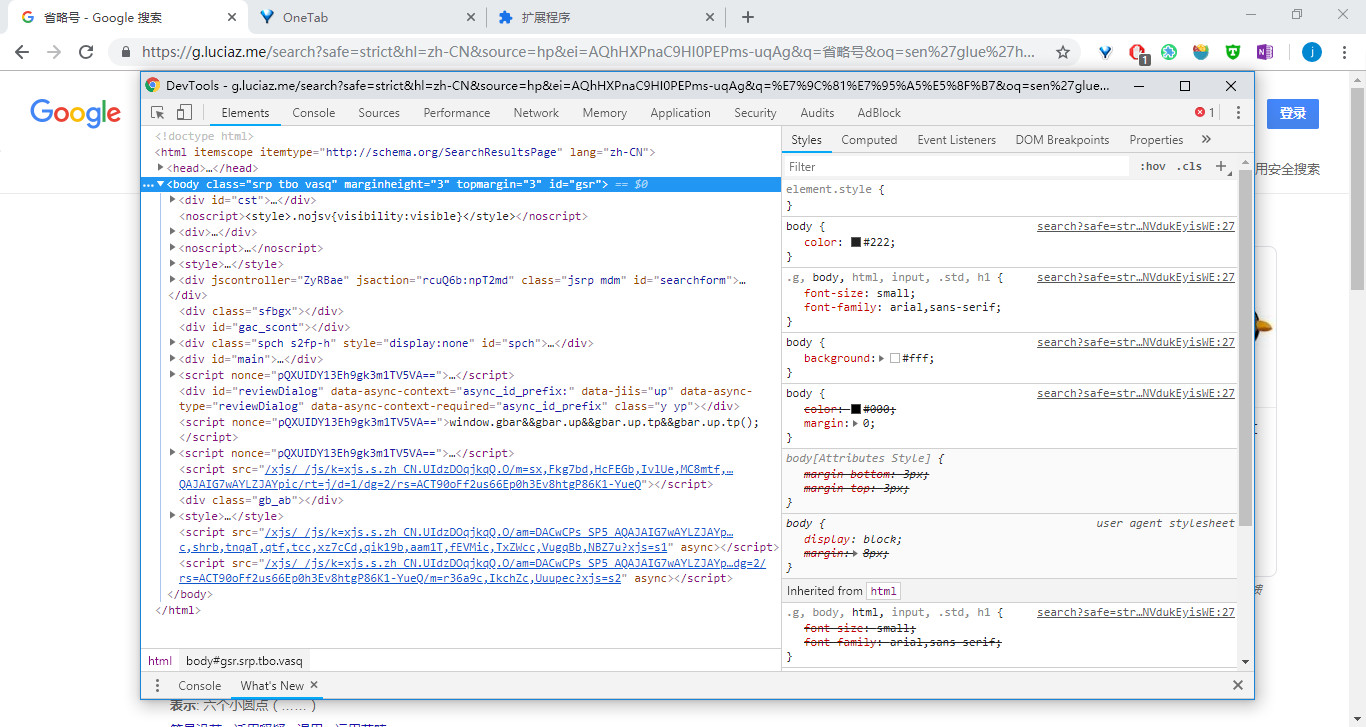 省略号 - Google 搜索
OneTab
扩展程序
https://g.luciaz.me/search?safe=strict&hl=zh-CN&source=hp&ei=AQhHXPnaC9HI0PEPms-uqAg&q=省略号&oq=sen%27glue%27h...
1
j
DevTools - g.luciaz.me/search?safe=strict&hl=zh-CN&source=hp&ei=AQhHXPnaC9HI0PEPms-uqAg&q=%E7%9C%81%E7%95%A5%E5%8F%B7&oq=sen%27glue...
Google
登录
Elements Console Sources Performance Network Memory Application Security Audits AdBlock 1
用安全搜索
<!doctype html>
<html itemscope itemtype="http://schema.org/SearchResultsPage" lang="zh-CN">
<head>…</head>
<body class="srp tbo vasq" marginheight="3" topmargin="3" id="gsr"> == $0
<div id="cst">…</div>
<noscript><style>.nojsv{visibility:visible}</style></noscript>
<div>…</div>
<noscript>…</noscript>
<style>…</style>
<div jscontroller="ZyRBae" jsaction="rcuQ6b:npT2md" class="jsrp mdm" id="searchform">…
</div>
<div class="sfbgx"></div>
<div id="gac_scont"></div>
<div class="spch s2fp-h" style="display:none" id="spch">…</div>
<div id="main">…</div>
<script nonce="pQXUIDY13Eh9gk3m1TV5VA==">…</script>
<div id="reviewDialog" data-async-context="async_id_prefix:" data-jiis="up" data-async-
type="reviewDialog" data-async-context-required="async_id_prefix" class="y yp"></div>
<script nonce="pQXUIDY13Eh9gk3m1TV5VA==">window.gbar&&gbar.up&&gbar.up.tp&&gbar.up.tp();
</script>
<script nonce="pQXUIDY13Eh9gk3m1TV5VA==">…</script>
<script src="/xjs/_/js/k=xjs.s.zh_CN.UIdzDOqjkqQ.O/m=sx,Fkg7bd,HcFEGb,IvlUe,MC8mtf,…
QAJAIG7wAYLZJAYpic/rt=j/d=1/dg=2/rs=ACT90oFf2us66Ep0h3Ev8htgP86K1-YueQ"></script>
<div class="gb_ab"></div>
<style>…</style>
<script src="/xjs/_/js/k=xjs.s.zh_CN.UIdzDOqjkqQ.O/am=DACwCPs_SP5_AQAJAIG7wAYLZJAYp…
c,shrb,tnqaT,qtf,tcc,xz7cCd,qik19b,aam1T,fEVMic,TxZWcc,VugqBb,NBZ7u?xjs=s1" async></script>
<script src="/xjs/_/js/k=xjs.s.zh_CN.UIdzDOqjkqQ.O/am=DACwCPs_SP5_AQAJAIG7wAYLZJAYp…dg=2/
rs=ACT90oFf2us66Ep0h3Ev8htgP86K1-YueQ/m=r36a9c,IkchZc,Uuupec?xjs=s2" async></script>
</body>
</html>
html body#gsr.srp.tbo.vasq
Styles Computed Event Listeners DOM Breakpoints Properties »
Filter :hov .cls +
element.style {
}
body { search?safe=str…NVdukEyisWE:27
color: #222;
}
.g, body, html, input, .std, h1 { search?safe=str…NVdukEyisWE:27
font-size: small;
font-family: arial,sans-serif;
}
body { search?safe=str…NVdukEyisWE:27
background: #fff;
}
body { search?safe=str…NVdukEyisWE:27
color: #000;
margin: 0;
}
body[Attributes Style] {
margin-bottom: 3px;
margin-top: 3px;
}
body { user agent stylesheet
display: block;
margin: 8px;
}
Inherited from html
.g, body, html, input, .std, h1 { search?safe=str…NVdukEyisWE:27
font-size: small;
font-family: arial,sans-serif;
}
Console What's New
表示: 六个小圆点 ( …… )